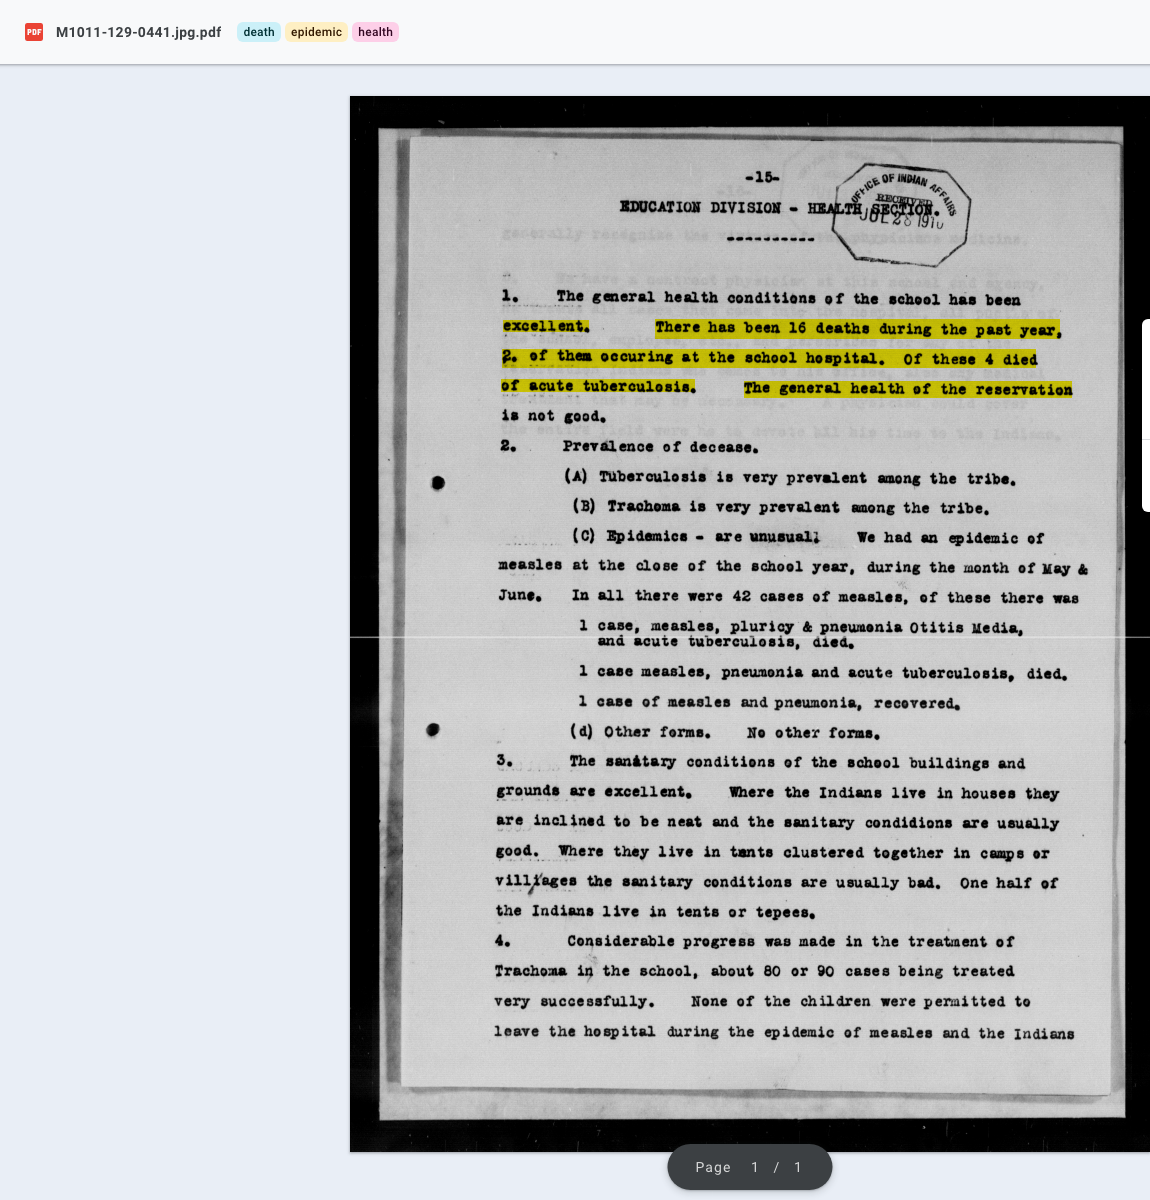 M1011-129-0441.jpg.pdf death epidemic health
-15-
OFFICE OF INDIAN AFFAIRS
RECEIVED
EDUCATION DIVISION - HEALTH SECTION.
JUL 28 1910
----------
1. The general health conditions of the school has been
excellent. There has been 16 deaths during the past year,
2. of them occuring at the school hospital. Of these 4 died
of acute tuberculosis. The general health of the reservation
is not good.
2. Prevalence of decease.
(A) Tuberculosis is very prevalent among the tribe.
(B) Trachoma is very prevalent among the tribe.
(C) Epidemics - are unusual. We had an epidemic of
measles at the close of the school year, during the month of May &
June. In all there were 42 cases of measles, of these there was
1 case, measles, pluricy & pneumonia Otitis Media,
and acute tuberculosis, died.
1 case measles, pneumonia and acute tuberculosis, died.
1 case of measles and pneumonia, recovered.
(d) Other forms. No other forms.
3. The sanitary conditions of the school buildings and
grounds are excellent. Where the Indians live in houses they
are inclined to be neat and the sanitary condidions are usually
good. Where they live in tents clustered together in camps or
villiages the sanitary conditions are usually bad. One half of
the Indians live in tents or tepees.
4. Considerable progress was made in the treatment of
Trachoma in the school, about 80 or 90 cases being treated
very successfully. None of the children were permitted to
leave the hospital during the epidemic of measles and the Indians
Page 1 / 1